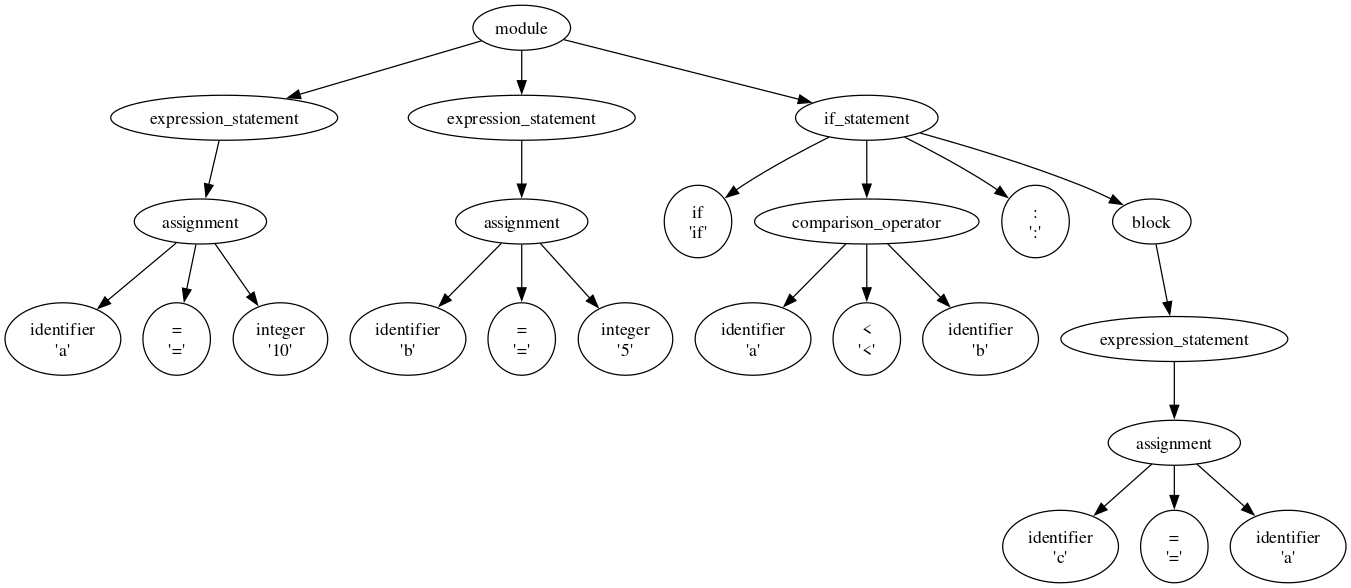 module
expression_statement
expression_statement
if_statement
assignment
assignment
if
'if'
comparison_operator
:
':'
block
identifier
'a'
=
'='
integer
'10'
identifier
'b'
=
'='
integer
'5'
identifier
'a'
<
'<'
identifier
'b'
expression_statement
assignment
identifier
'c'
=
'='
identifier
'a'